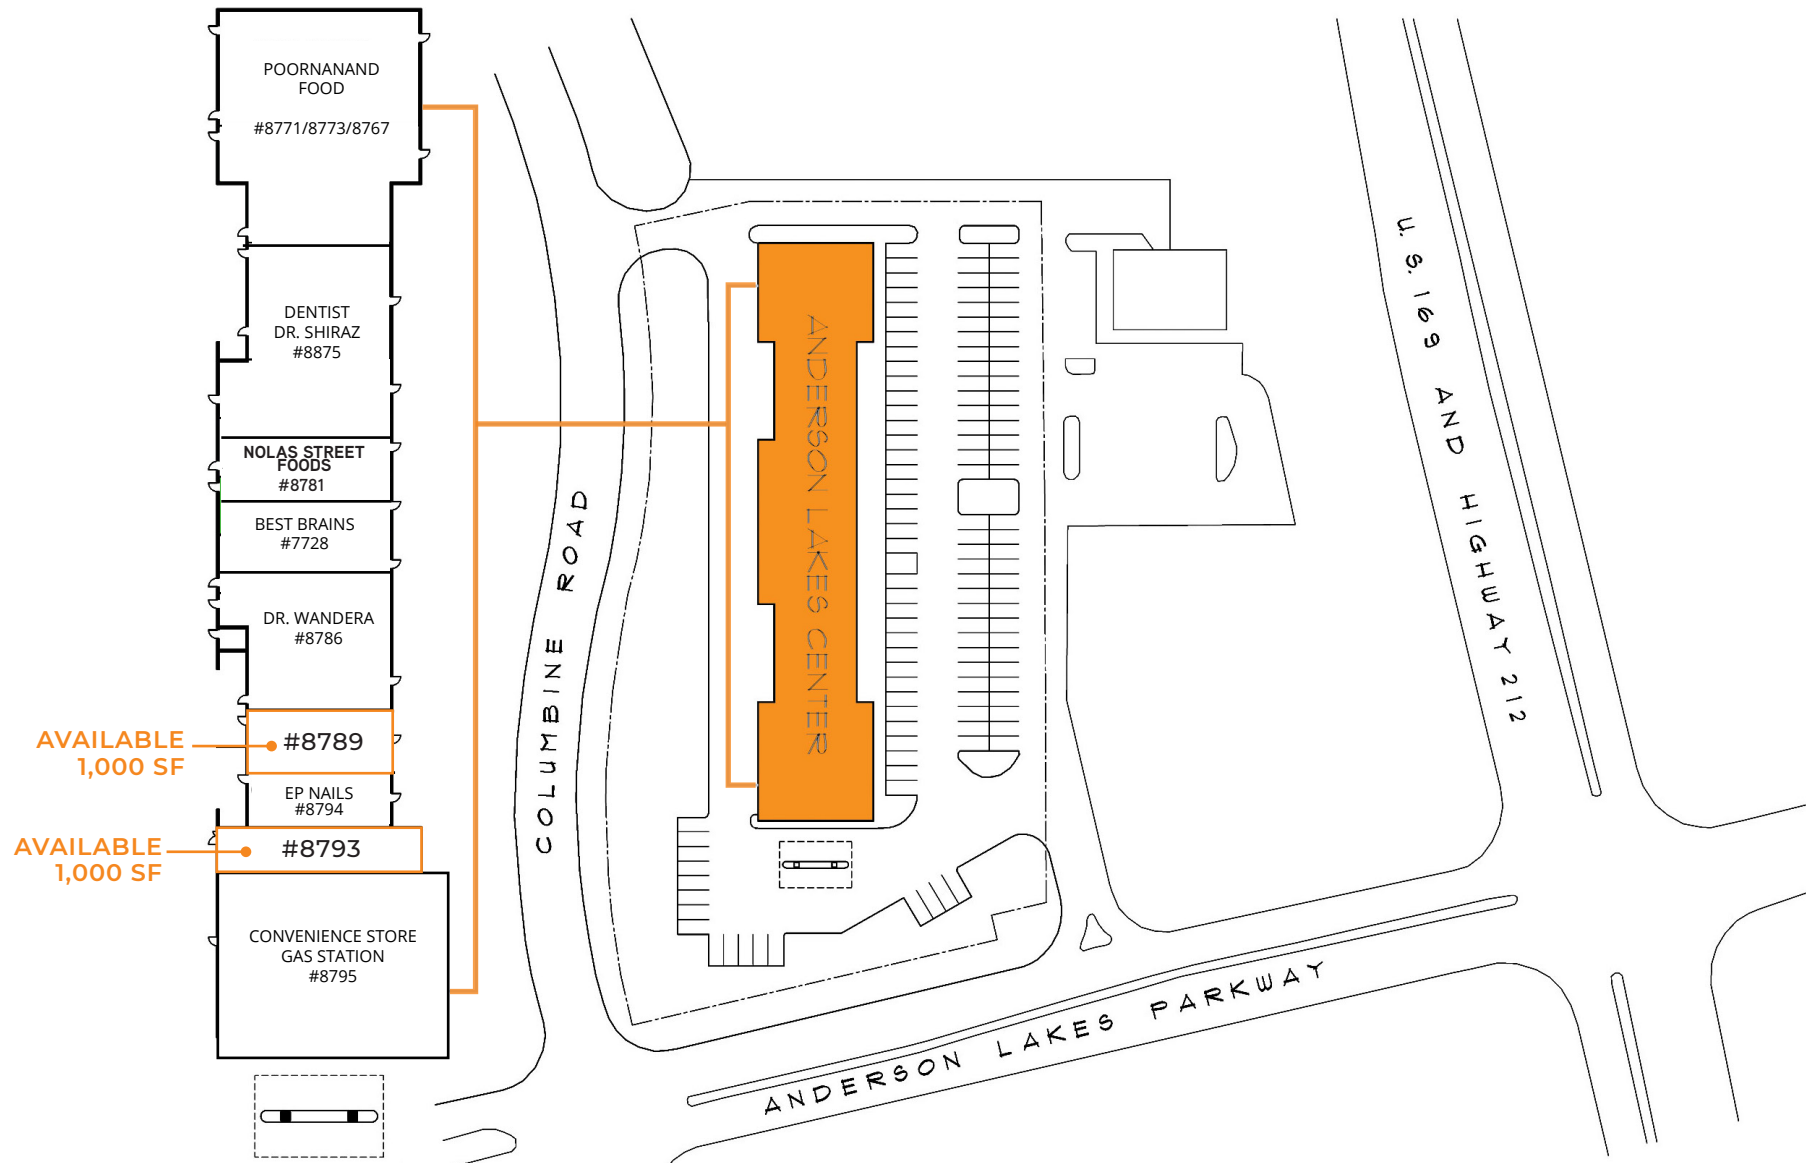 POORNANAND
FOOD
#8771/8773/8767
DENTIST
DR. SHIRAZ
#8875
NOLAS STREET
FOODS
#8781
BEST BRAINS
#7728
DR. WANDERA
#8786
AVAILABLE
1,000 SF
#8789
EP NAILS
#8794
AVAILABLE
1,000 SF
#8793
CONVENIENCE STORE
GAS STATION
#8795
COLUMBINE ROAD
ANDERSON LAKES CENTER
U.S. 169 AND HIGHWAY 212
ANDERSON LAKES PARKWAY